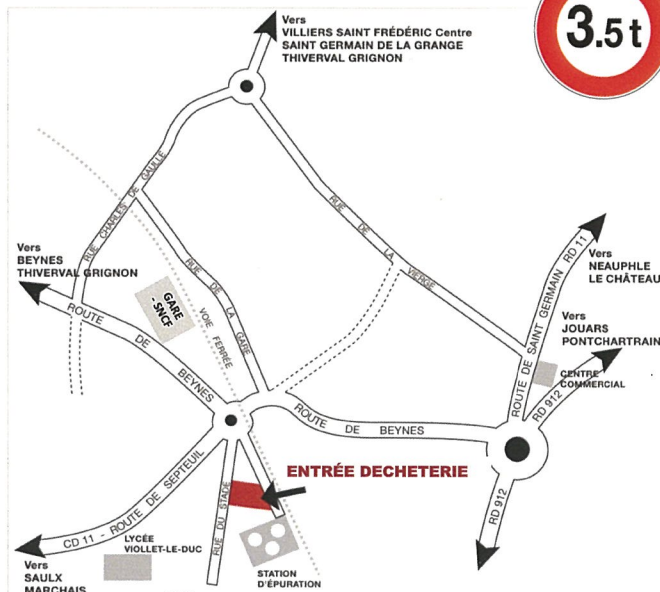 Vers
VILLIERS SAINT FRÉDÉRIC Centre
SAINT GERMAIN DE LA GRANGE
THIVERVAL GRIGNON
3.5 t
RUE CHARLES DE GAULLE
RUE DE LA VIERGE
Vers
BEYNES
THIVERVAL GRIGNON
RUE DE LA GARE
GARE
- SNCF
VOIE FERRÉE
ROUTE DE BEYNES
ROUTE DE SAINT GERMAIN RD 11
Vers
NEAUPHLE
LE CHÂTEAU
Vers
JOUARS
PONTCHARTRAIN
CENTRE
COMMERCIAL
RD 912
ROUTE DE BEYNES
ENTRÉE DECHETERIE
RD 912
CD 11 - ROUTE DE SEPTEUIL
RUE DU STADE
LYCÉE
VIOLLET-LE-DUC
STATION
D'ÉPURATION
Vers
SAULX
MARCHAIS